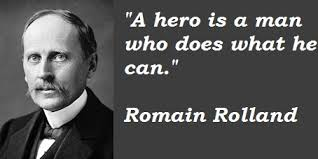 "A hero is a man
who does what he
can."
Romain Rolland